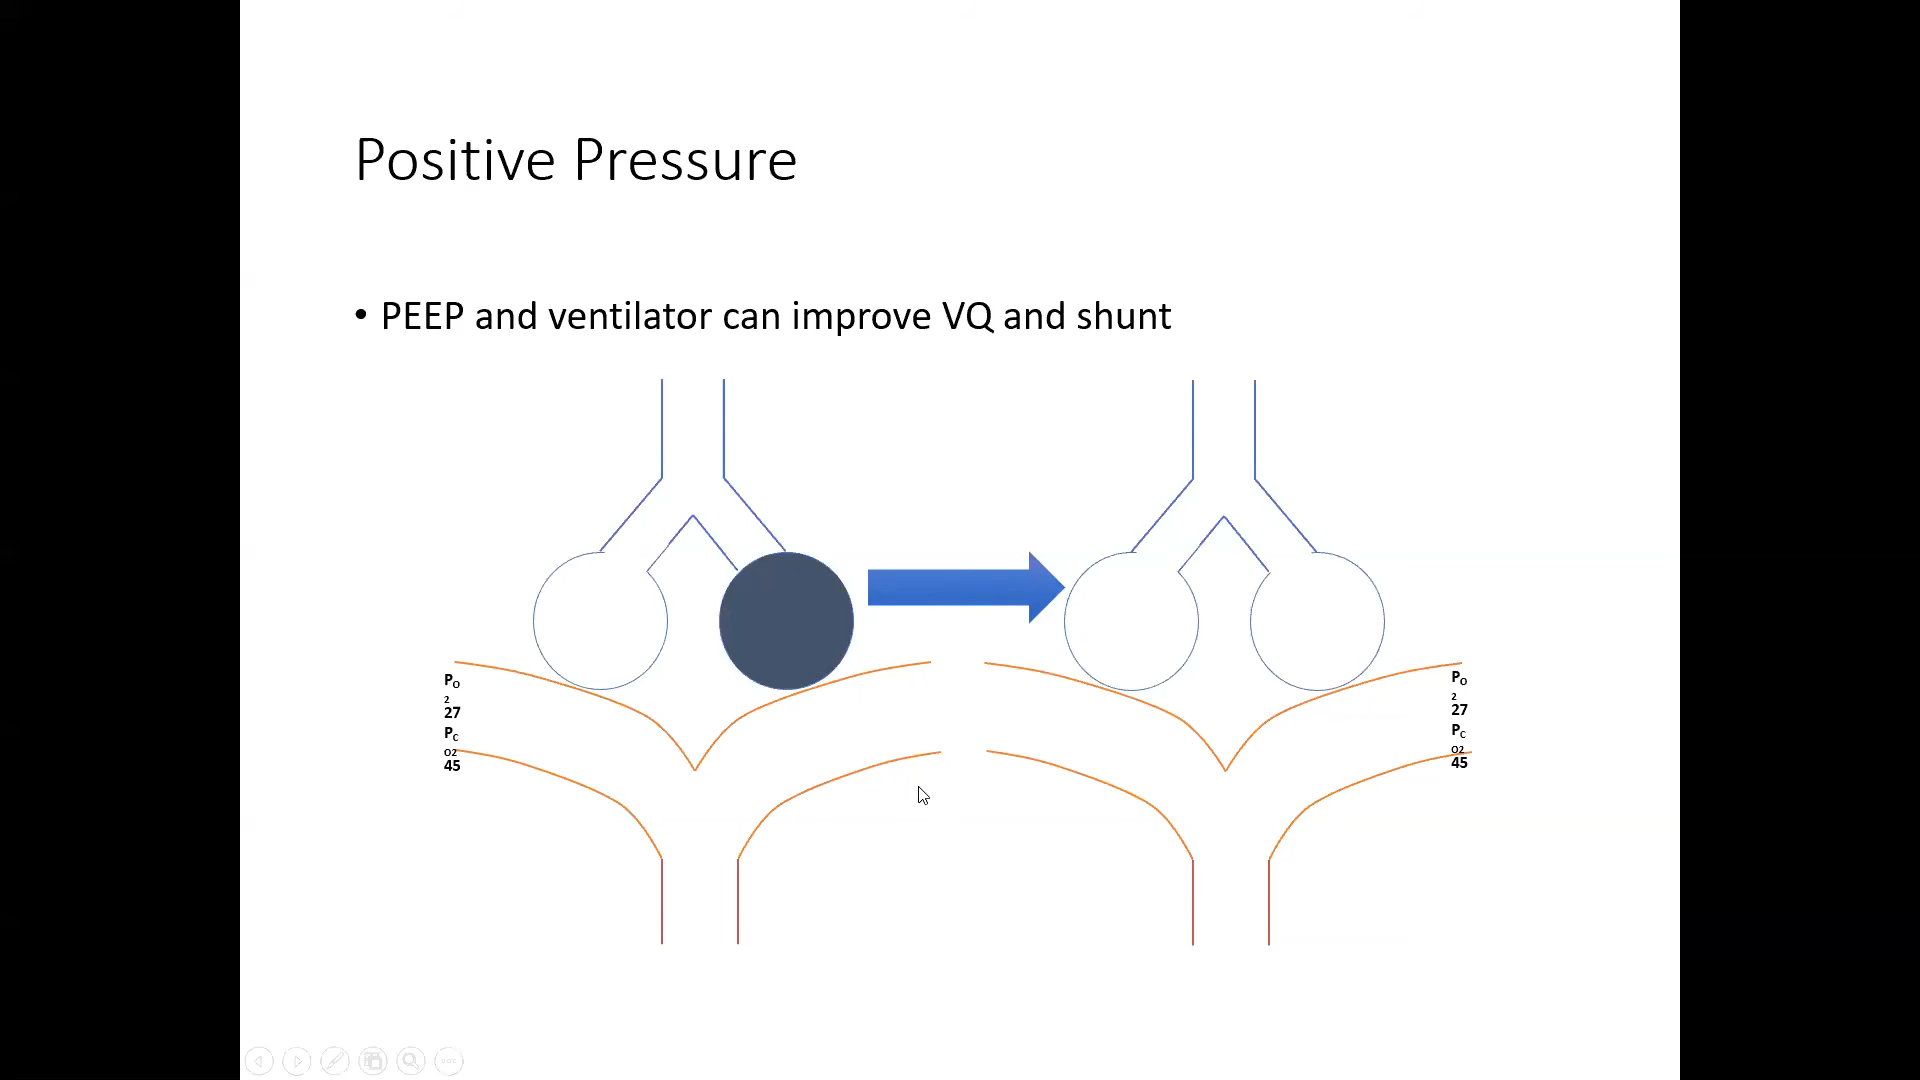 Positive Pressure
• PEEP and ventilator can improve VQ and shunt
PO
2
27
PC
O2
45
PO
2
27
PC
O2
45